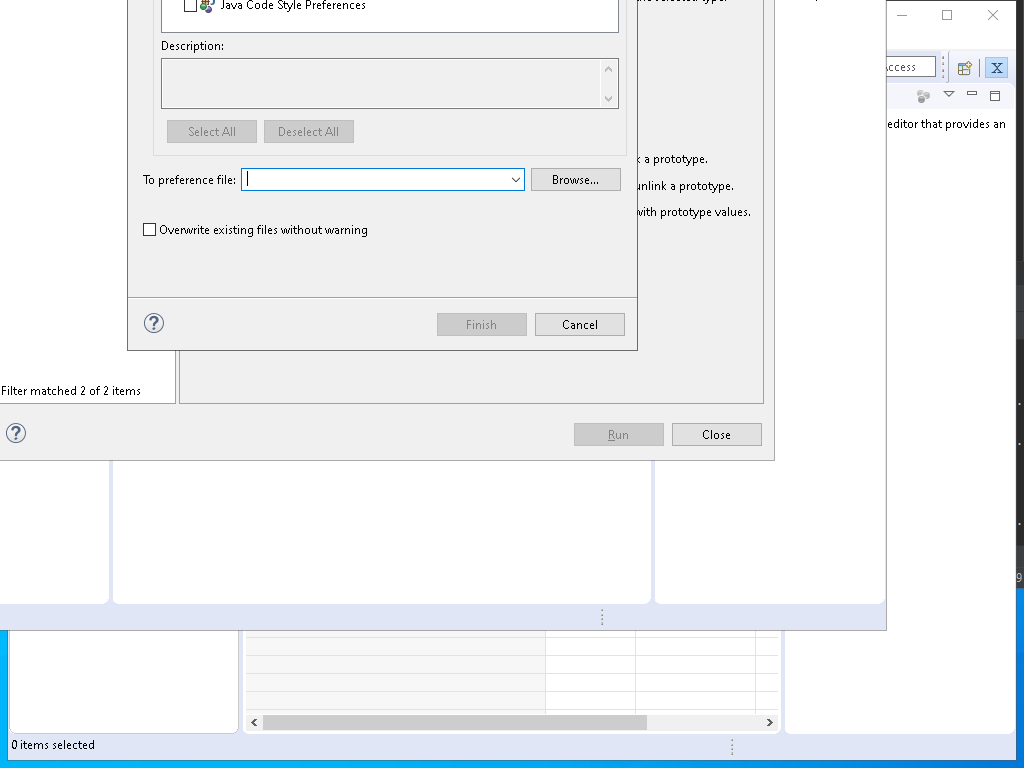 Java Code Style Preferences
Description:
Access
X
editor that provides an
Select All
Deselect All
a prototype.
To preference file:
Browse...
unlink a prototype.
with prototype values.
Overwrite existing files without warning
?
Finish
Cancel
Filter matched 2 of 2 items
?
Run
Close
9
0 items selected